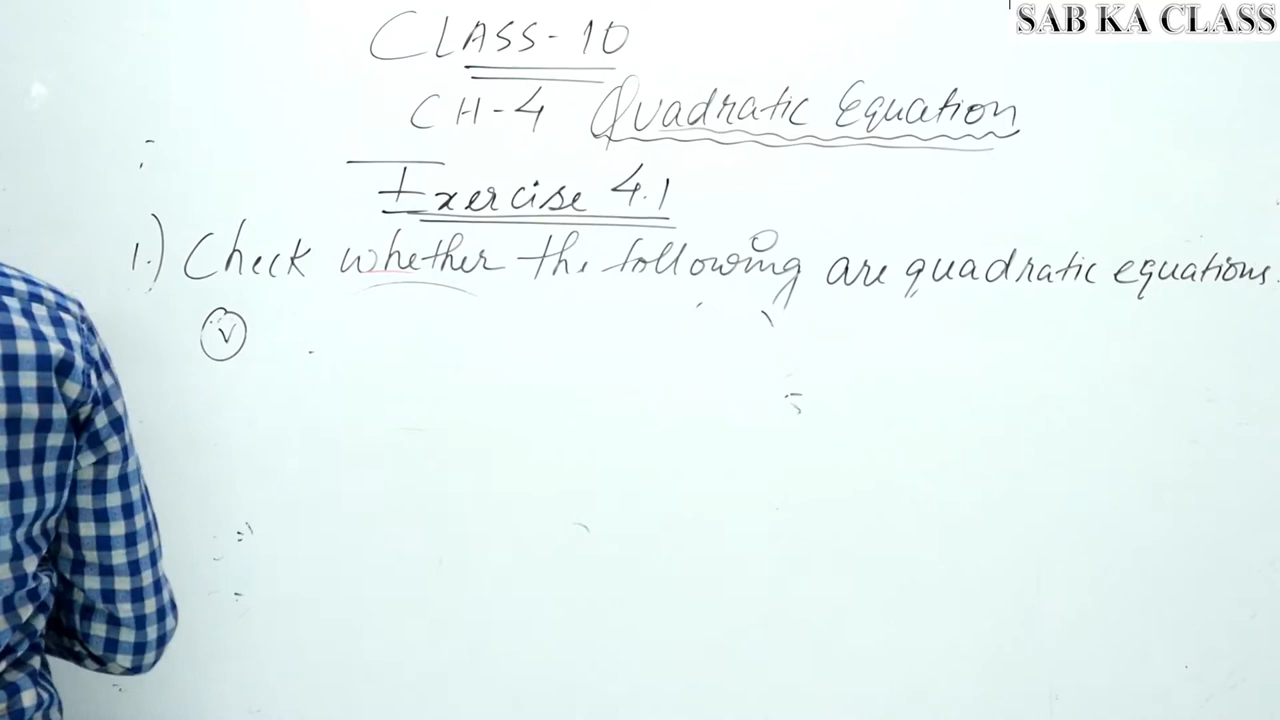 SAB KA CLASS
CLASS-10
CH-4 Quadratic Equation
Exercise 4.1
1.) Check whether the following are quadratic equations.
(v)